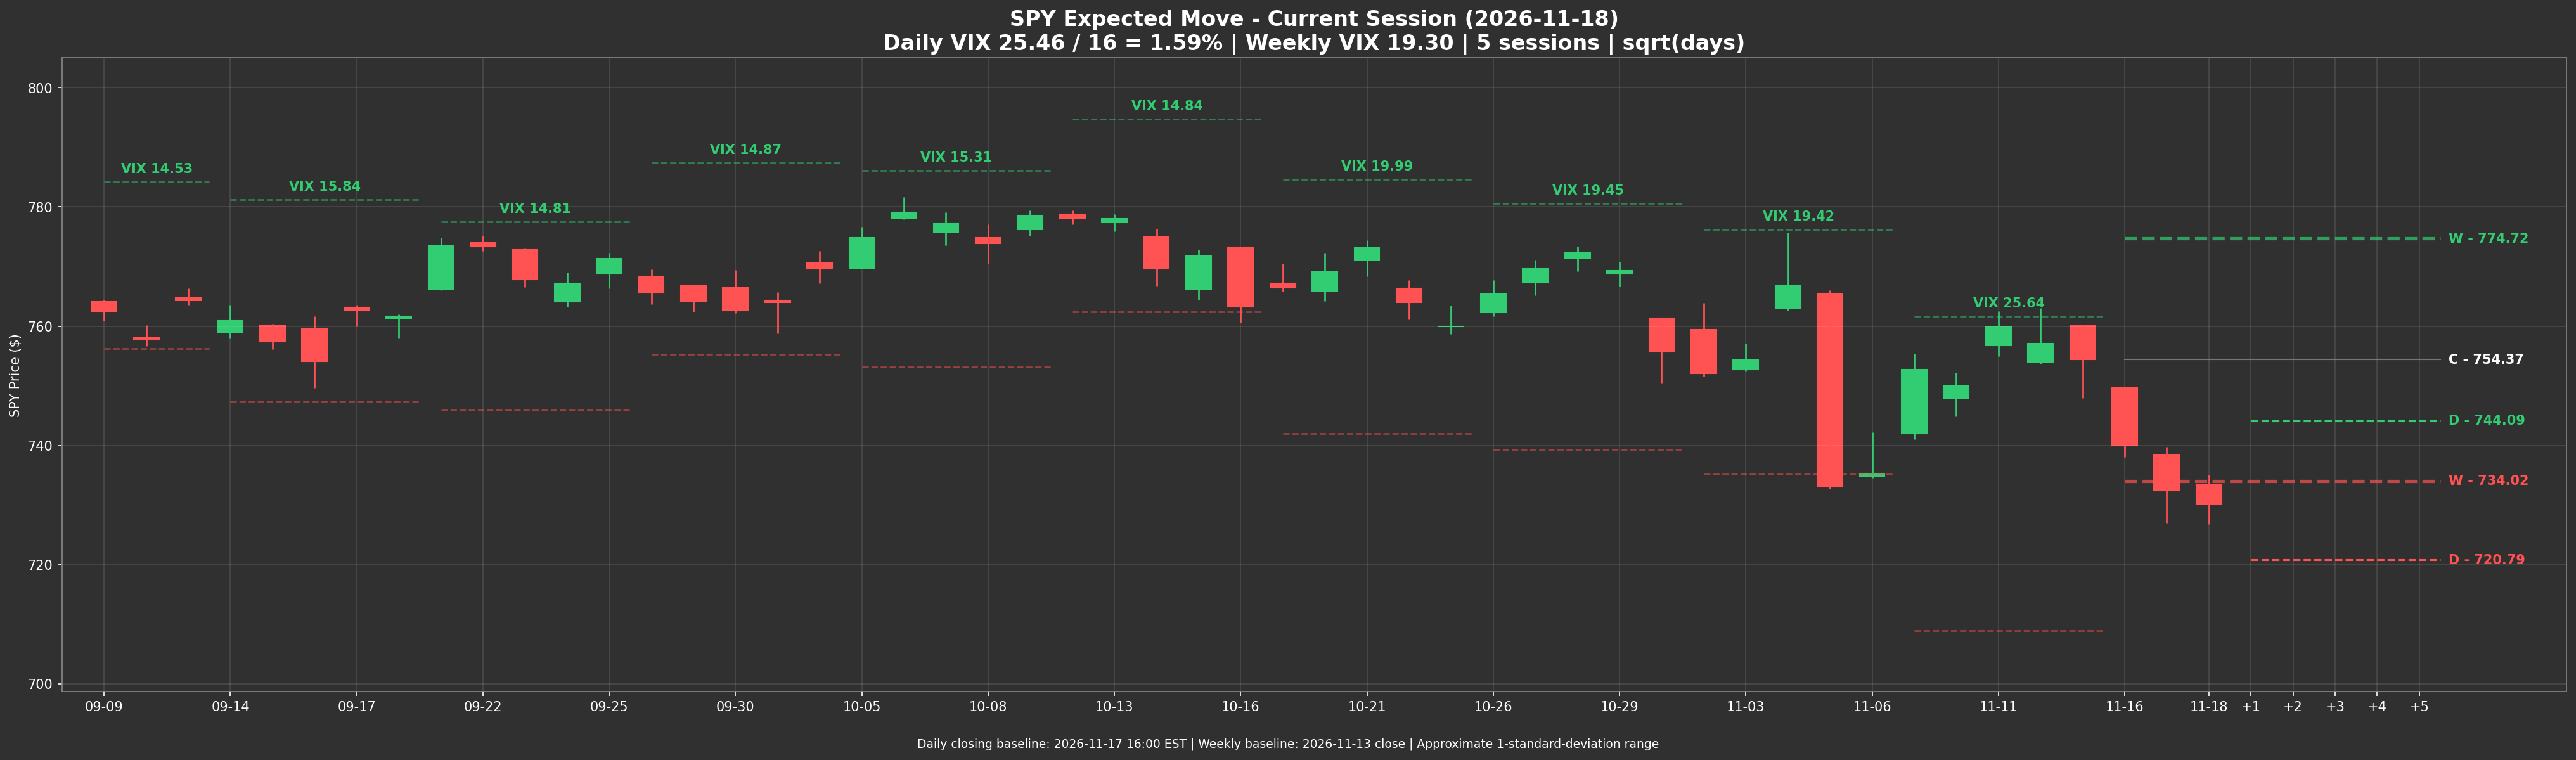 SPY Expected Move - Current Session (2026-11-18)
Daily VIX 25.46 / 16 = 1.59% | Weekly VIX 19.30 | 5 sessions | sqrt(days)
SPY Price ($)
800
780
760
740
720
700
VIX 14.53
VIX 15.84
VIX 14.81
VIX 14.87
VIX 15.31
VIX 14.84
VIX 19.99
VIX 19.45
VIX 19.42
VIX 25.64
W - 774.72
C - 754.37
D - 744.09
W - 734.02
D - 720.79
09-09
09-14
09-17
09-22
09-25
09-30
10-05
10-08
10-13
10-16
10-21
10-26
10-29
11-03
11-06
11-11
11-16
11-18
+1
+2
+3
+4
+5
Daily closing baseline: 2026-11-17 16:00 EST | Weekly baseline: 2026-11-13 close | Approximate 1-standard-deviation range